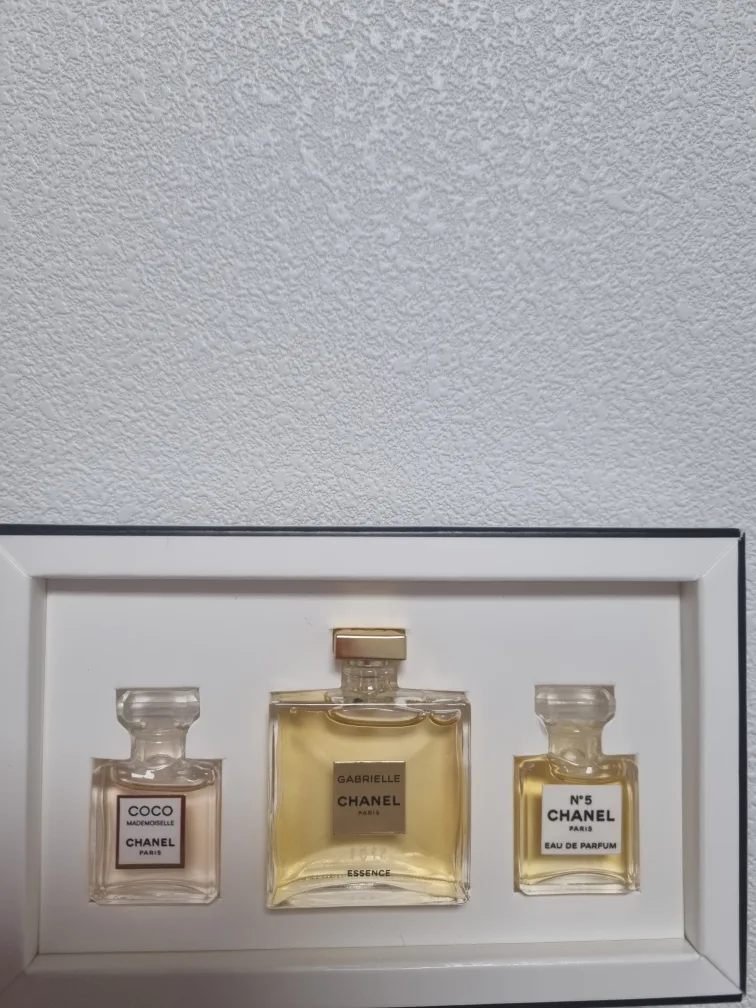 COCO
MADEMOISELLE
CHANEL
PARIS
GABRIELLE
CHANEL
PARIS
ESSENCE
N°5
CHANEL
PARIS
EAU DE PARFUM